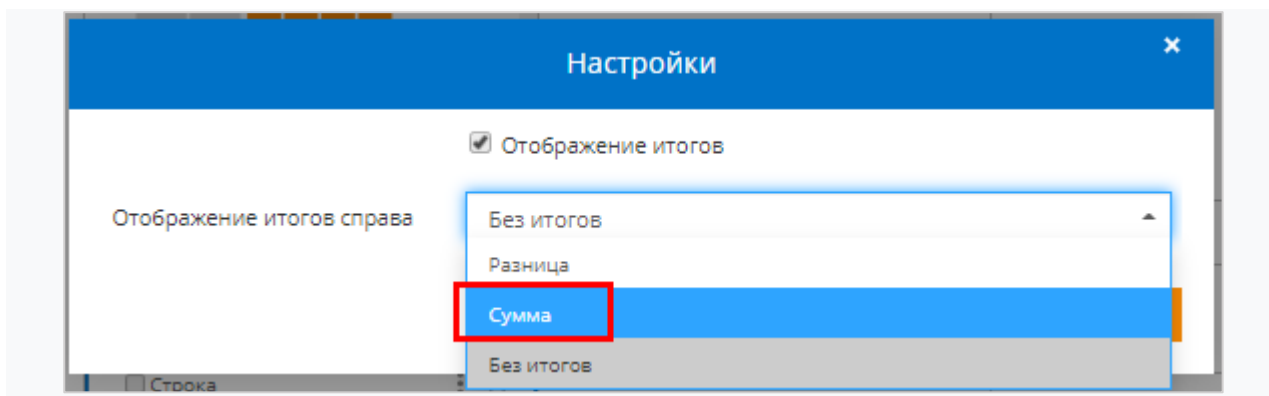 Настройки
×
Отображение итогов
Отображение итогов справа
Без итогов
Разница
Сумма
Без итогов
Строка